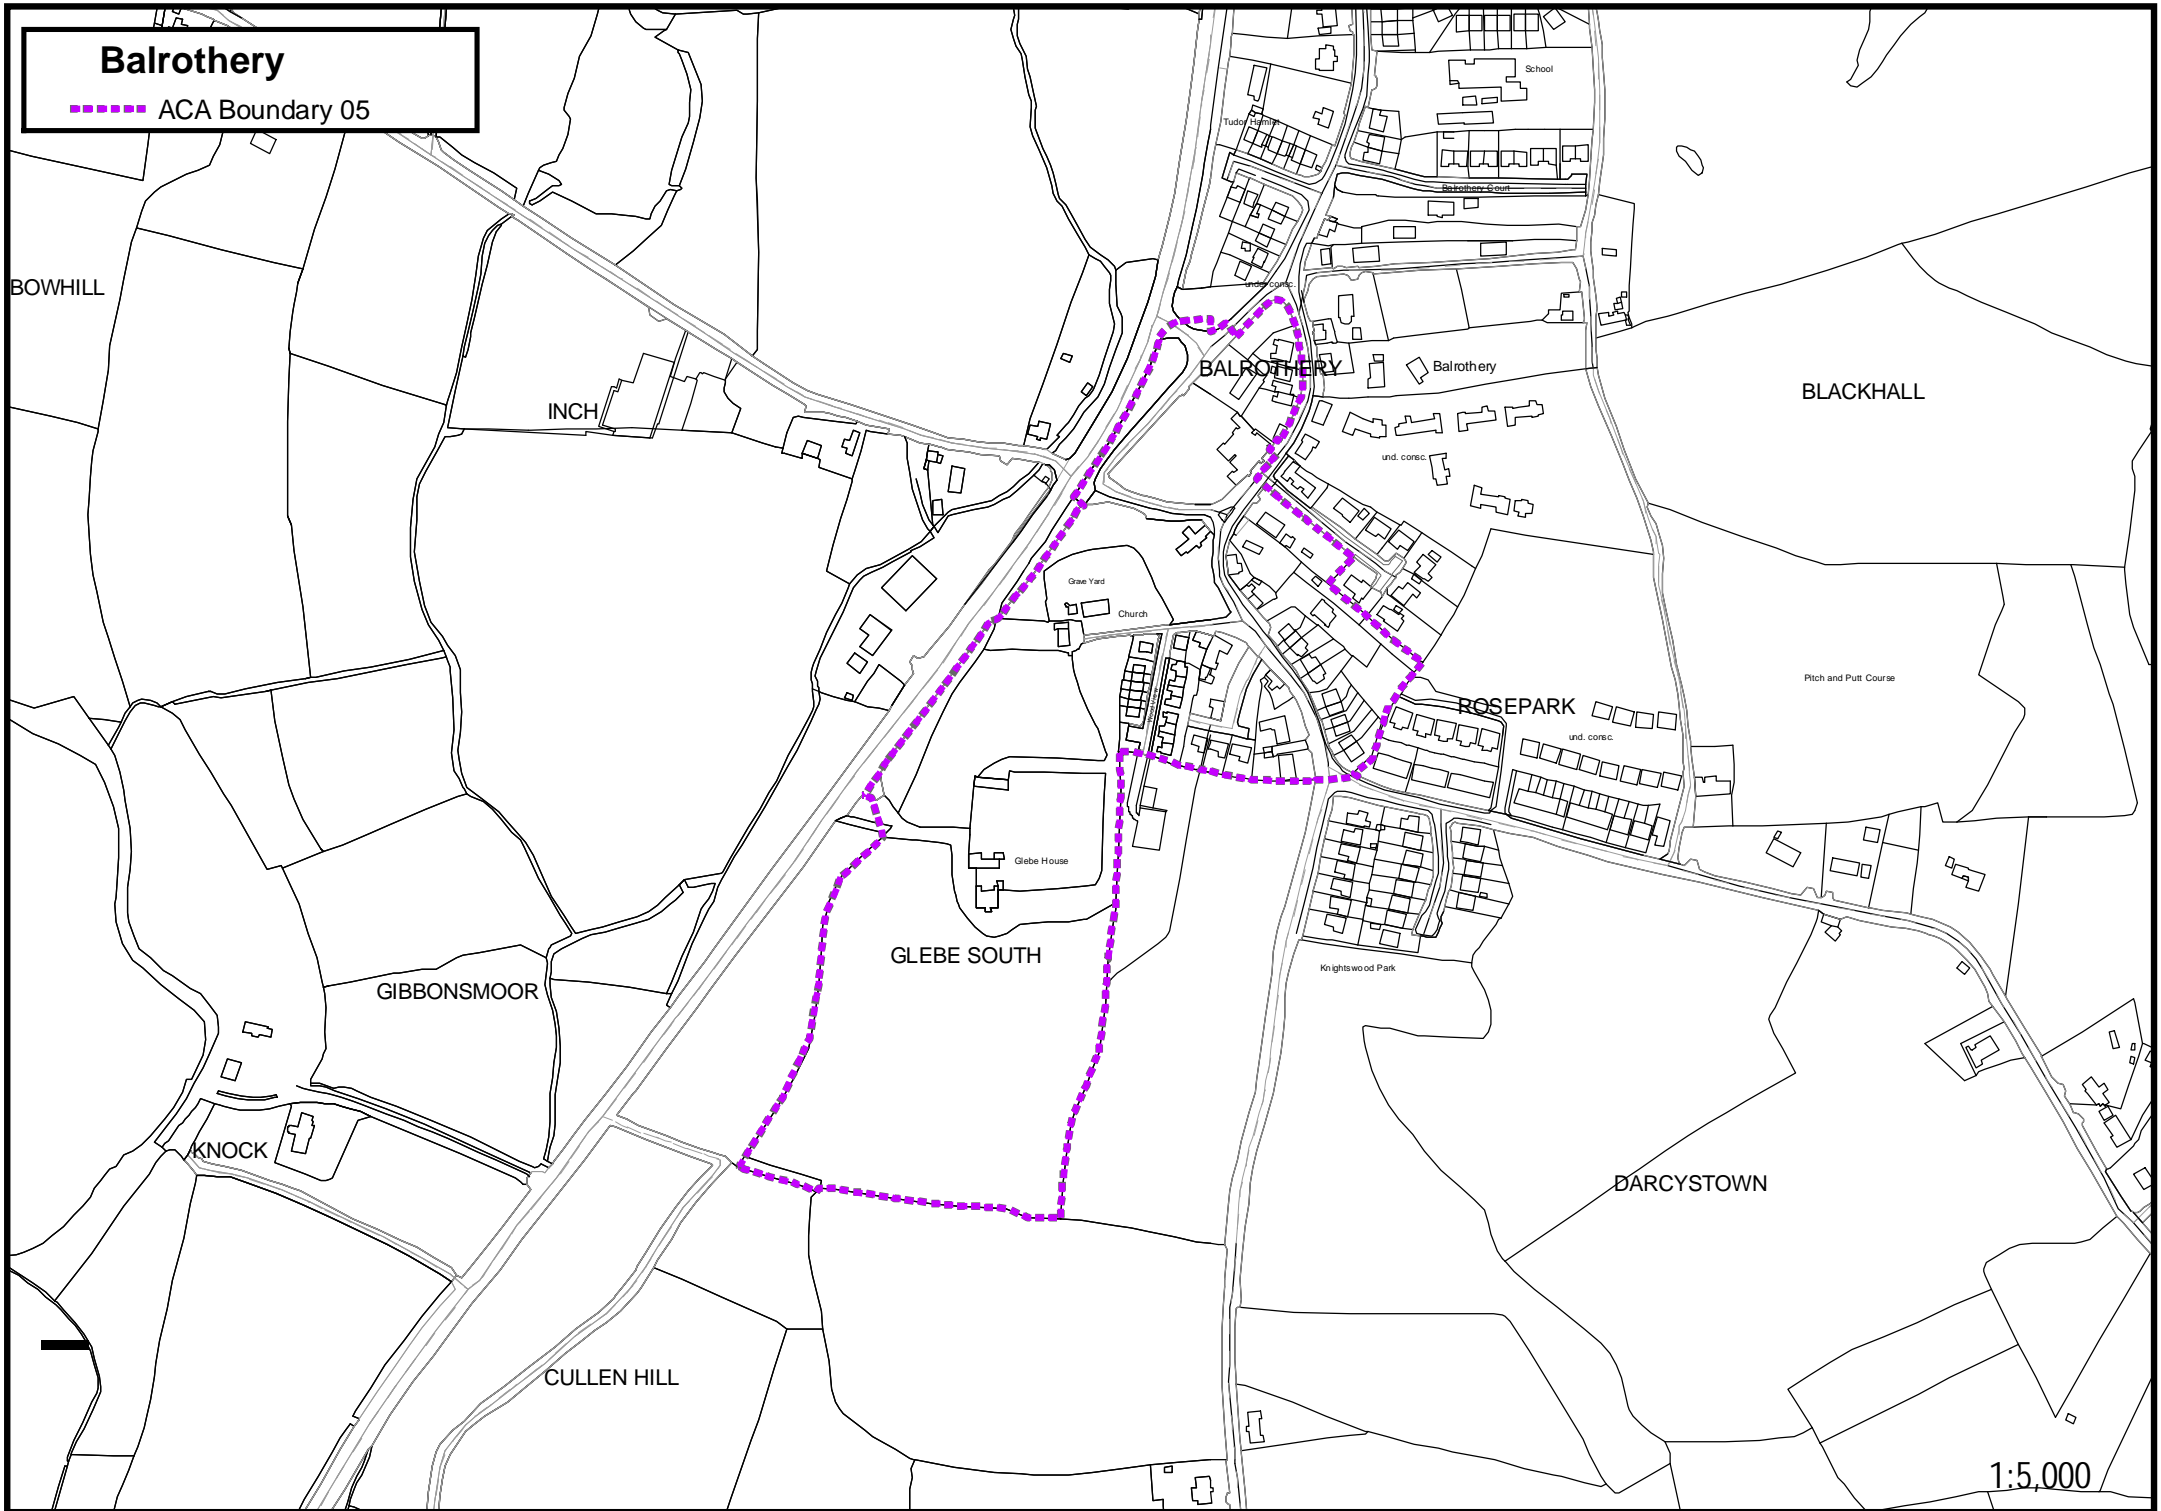 Balrothery
ACA Boundary 05
School
Tudor Hamlet
Balrothery Court
BOWHILL
under consc.
BALROTHERY
Balrothery
BLACKHALL
INCH
und. consc.
Grave Yard
Church
Pitch and Putt Course
ROSEPARK
und. consc.
Glebe House
GLEBE SOUTH
Knightswood Park
GIBBONSMOOR
KNOCK
DARCYSTOWN
CULLEN HILL
1:5,000